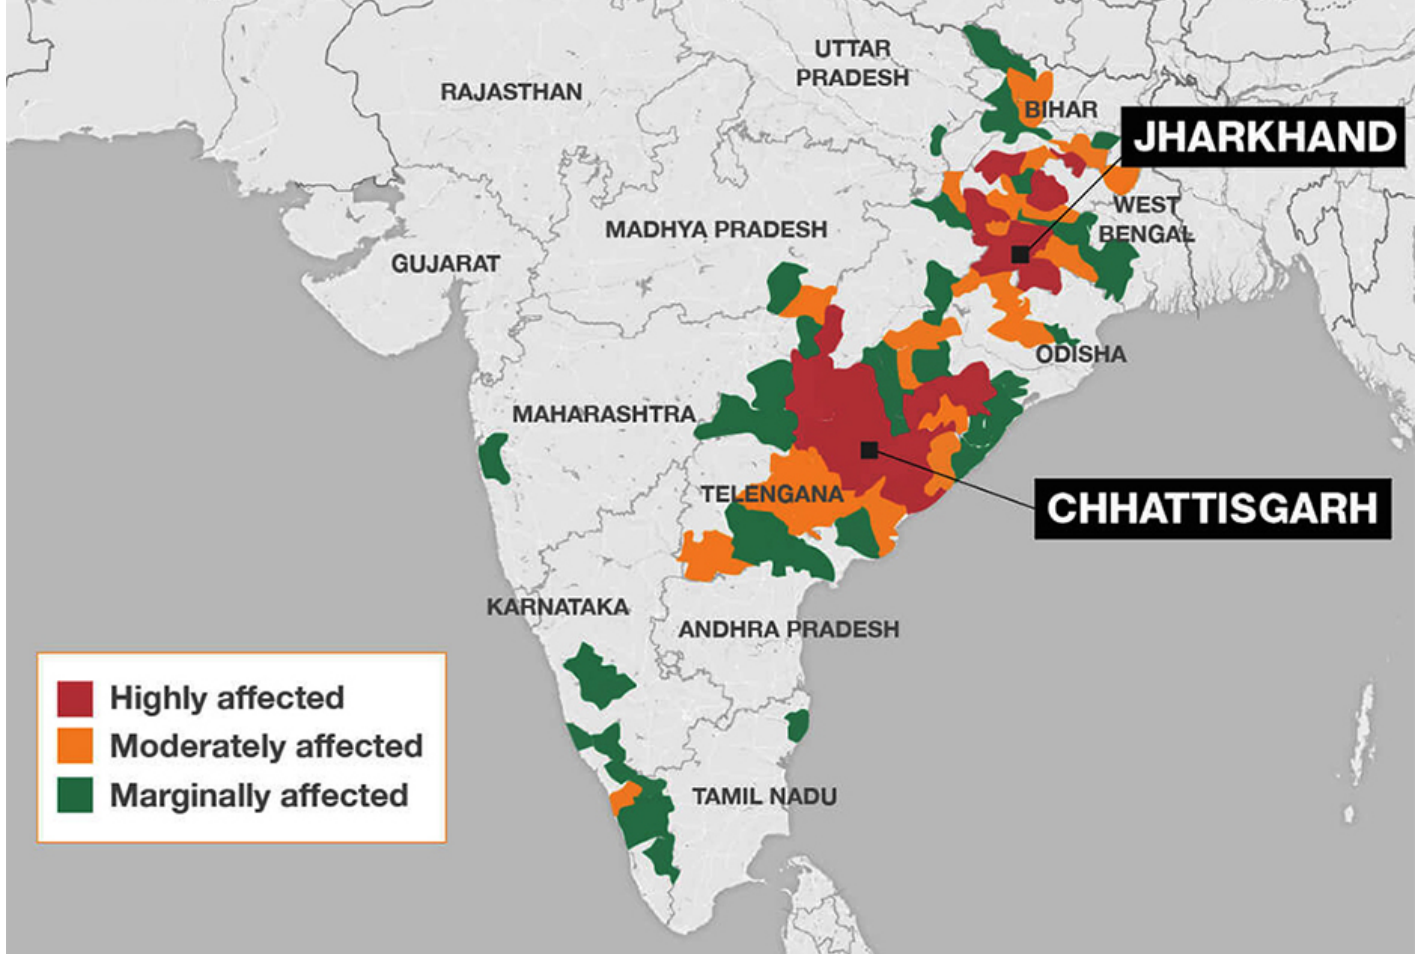 UTTAR
PRADESH
RAJASTHAN
BIHAR
JHARKHAND
WEST
BENGAL
MADHYA PRADESH
GUJARAT
ODISHA
MAHARASHTRA
TELENGANA
CHHATTISGARH
KARNATAKA
ANDHRA PRADESH
TAMIL NADU
Highly affected
Moderately affected
Marginally affected